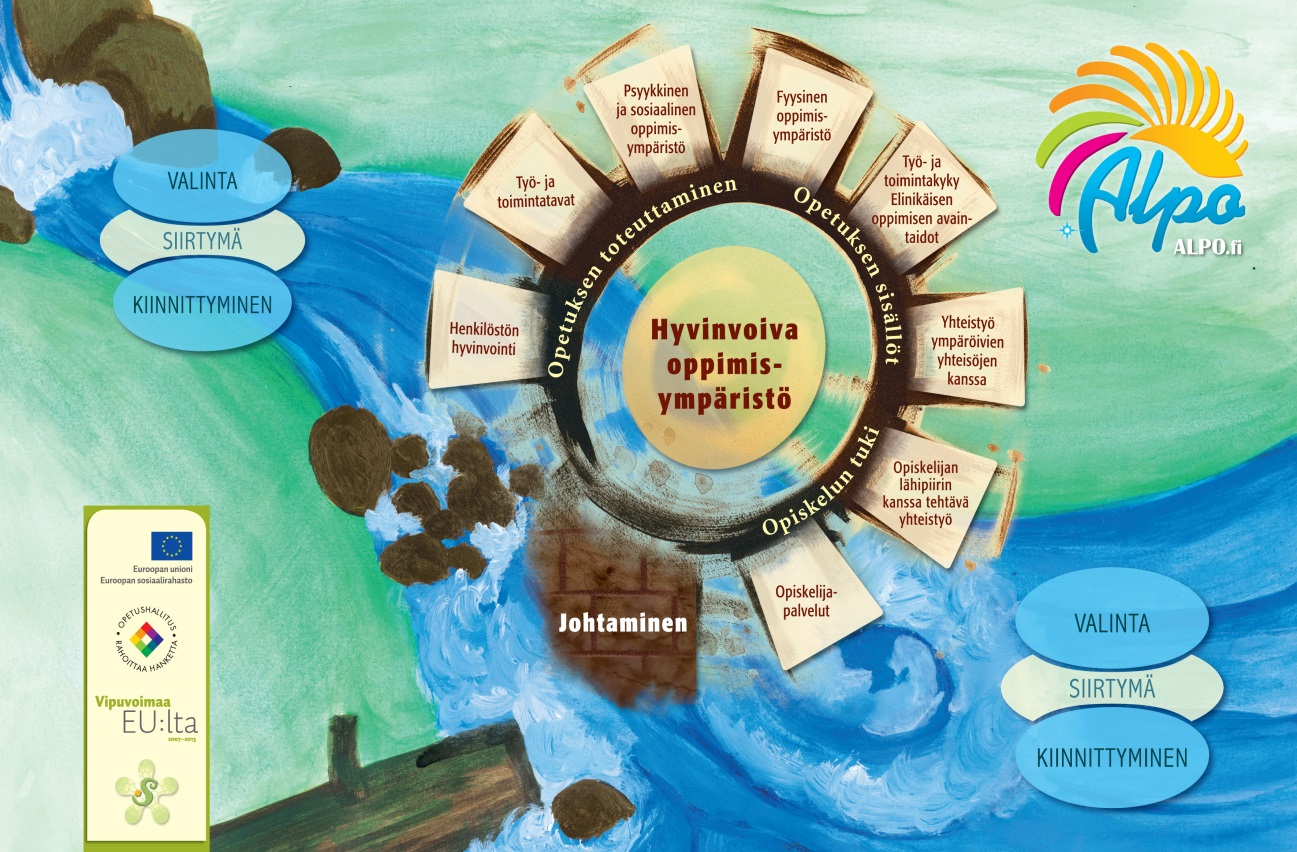 VALINTA
SIIRTYMÄ
KIINNITTYMINEN
Henkilöstön
hyvinvointi
Työ- ja
toimintatavat
Psyykkinen
ja sosiaalinen
oppimis-
ympäristö
Fyysinen
oppimis-
ympäristö
Työ- ja
toimintakyky
Elinikäisen
oppimisen avain-
taidot
Yhteistyö
ympäröivien
yhteisöjen
kanssa
Opiskelijan
lähipiirin
kanssa tehtävä
yhteistyö
Opiskelija-
palvelut
Opetuksen toteuttaminen
Opetuksen sisällöt
Opiskelun tuki
Hyvinvoiva
oppimis-
ympäristö
Johtaminen
Alpo
ALPO.fi
Euroopan unioni
Euroopan sosiaalirahasto
OPETUSHALLITUS
RAHOITTAA HANKETTA
Vipuvoimaa
EU:lta
2007–2013
S
VALINTA
SIIRTYMÄ
KIINNITTYMINEN